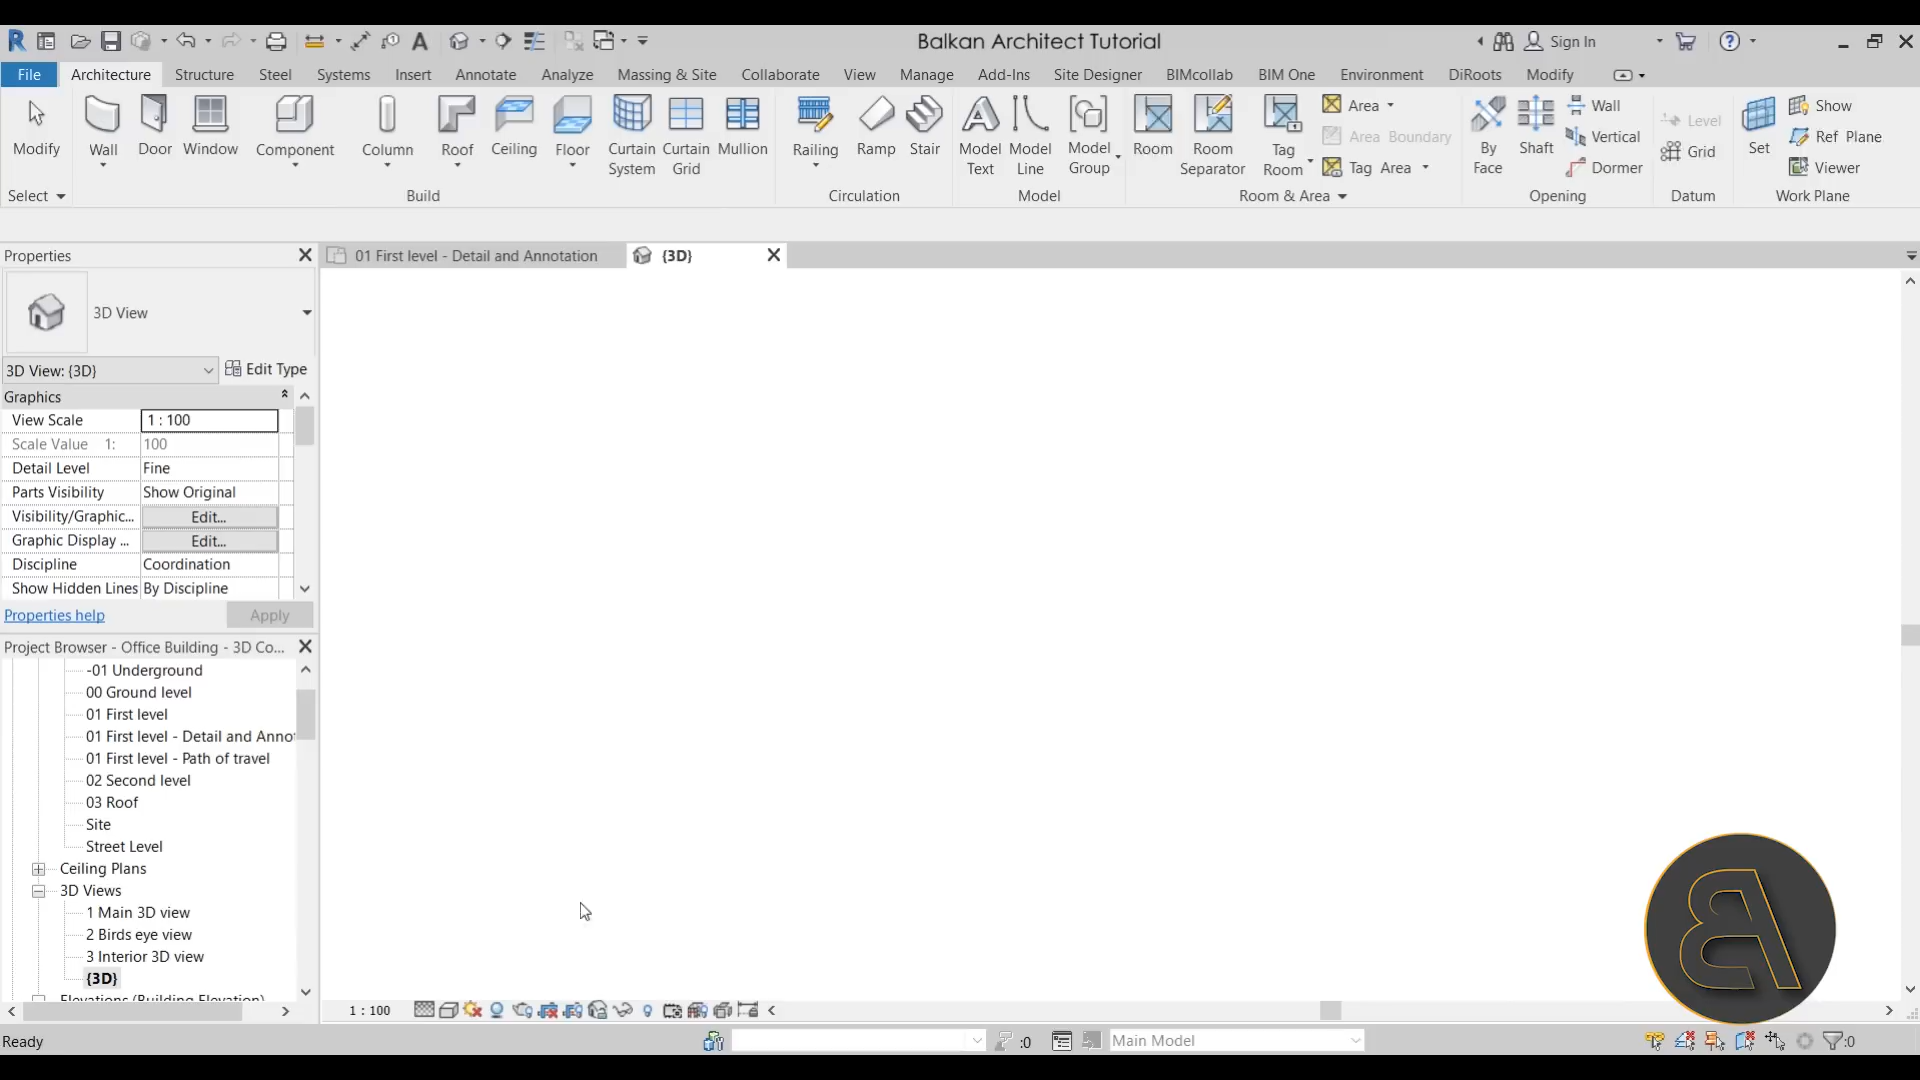 Balkan Architect Tutorial
Sign In
File Architecture Structure Steel Systems Insert Annotate Analyze Massing & Site Collaborate View Manage Add-Ins Site Designer BIMcollab BIM One Environment DiRoots Modify
Modify
Wall
Door
Window
Component
Column
Roof
Ceiling
Floor
Curtain
System
Curtain
Grid
Mullion
Railing
Ramp
Stair
Model
Text
Model
Line
Model
Group
Room
Room
Separator
Tag
Room
Area
Area Boundary
Tag Area
By
Face
Shaft
Wall
Vertical
Dormer
Level
Grid
Set
Show
Ref Plane
Viewer
Select
Build
Circulation
Model
Room & Area
Opening
Datum
Work Plane
Properties
01 First level - Detail and Annotation
{3D}
3D View
3D View: {3D}
Edit Type
Graphics
View Scale 1 : 100
Scale Value 1: 100
Detail Level Fine
Parts Visibility Show Original
Visibility/Graphic... Edit...
Graphic Display ... Edit...
Discipline Coordination
Show Hidden Lines By Discipline
Properties help
Apply
Project Browser - Office Building - 3D Co...
-01 Underground
00 Ground level
01 First level
01 First level - Detail and Annot
01 First level - Path of travel
02 Second level
03 Roof
Site
Street Level
Ceiling Plans
3D Views
1 Main 3D view
2 Birds eye view
3 Interior 3D view
{3D}
Elevations (Building Elevation)
1 : 100
Ready
:0
Main Model
:0